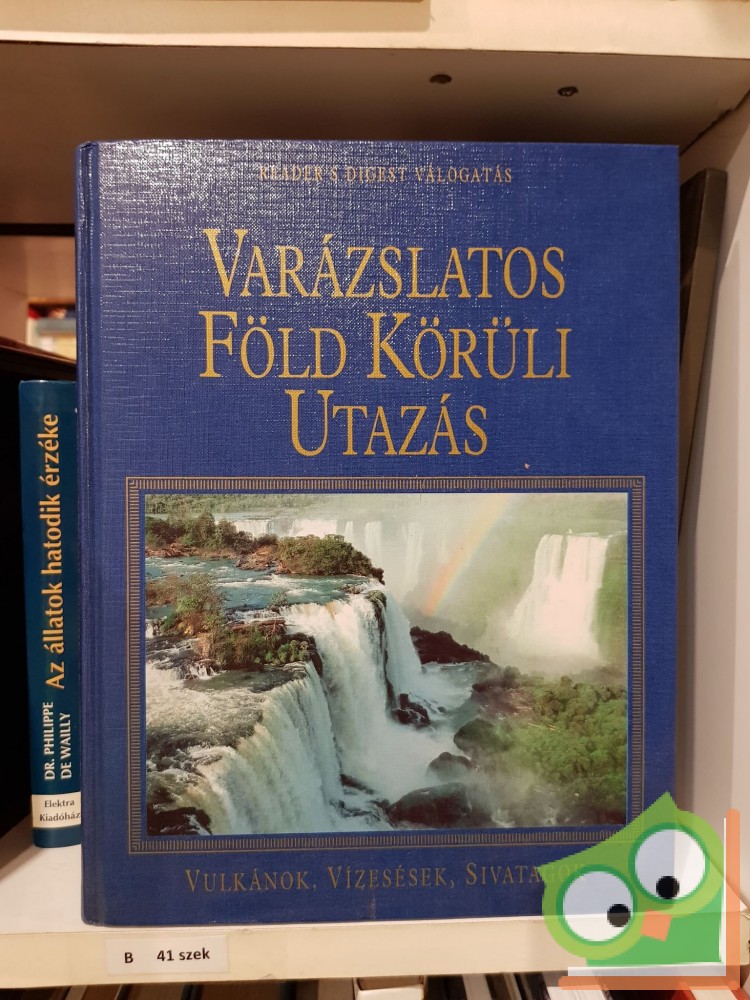 READER'S DIGEST VÁLOGATÁS
VARÁZSLATOS
FÖLD KÖRÜLI
UTAZÁS
VULKÁNOK, VÍZESÉSEK, SIVATAGOK
DR. PHILIPPE
DE WAILLY
Az állatok hatodik érzéke
Elektra
Kiadóház
B 41 szek